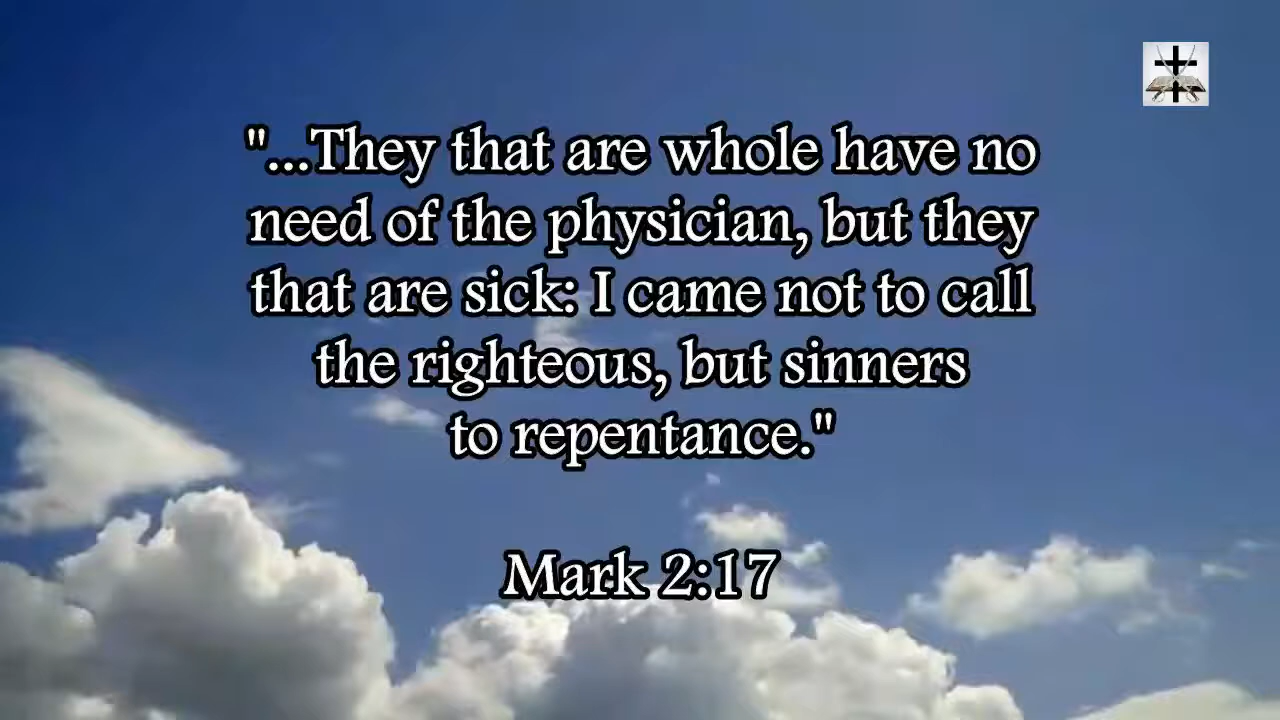 "...They that are whole have no
need of the physician, but they
that are sick: I came not to call
the righteous, but sinners
to repentance."
Mark 2:17